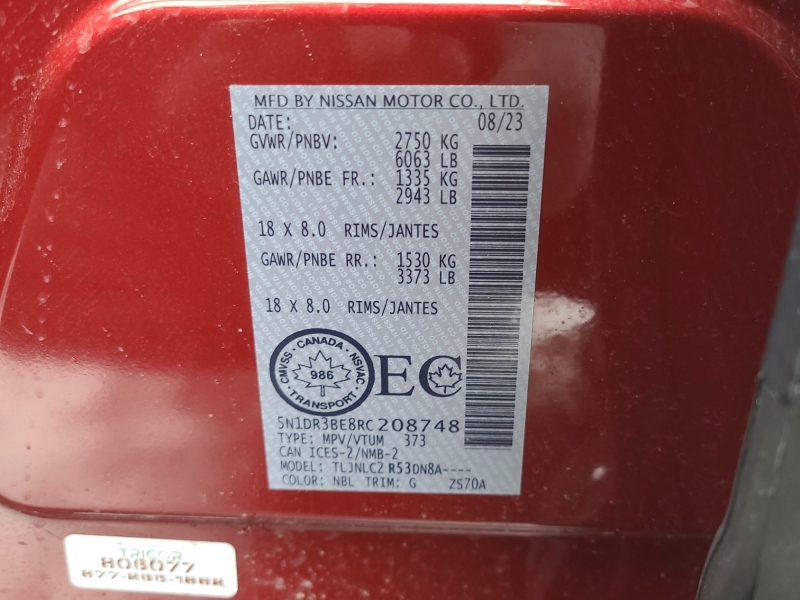 MFD BY NISSAN MOTOR CO., LTD.
DATE: 08/23
GVWR/PNBV: 2750 KG
6063 LB
GAWR/PNBE FR.: 1335 KG
2943 LB
18 X 8.0 RIMS/JANTES
GAWR/PNBE RR.: 1530 KG
3373 LB
18 X 8.0 RIMS/JANTES
CANADA
CMVSS 986 NSVAC
TRANSPORT
EC
5N1DR3BE8RC208748
TYPE: MPV/VTUM 373
CAN ICES-2/NMB-2
MODEL: TLJNLC2 R53DN8A----
COLOR: NBL TRIM: G ZS70A
TRICOR
808077